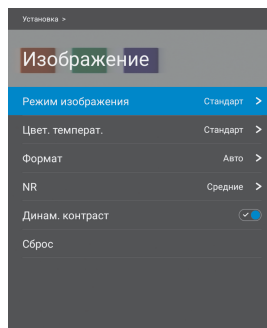 Установка >
Изображение
Режим изображения Стандарт >
Цвет. температ. Стандарт >
Формат Авто >
NR Средние >
Динам. контраст
Сброс